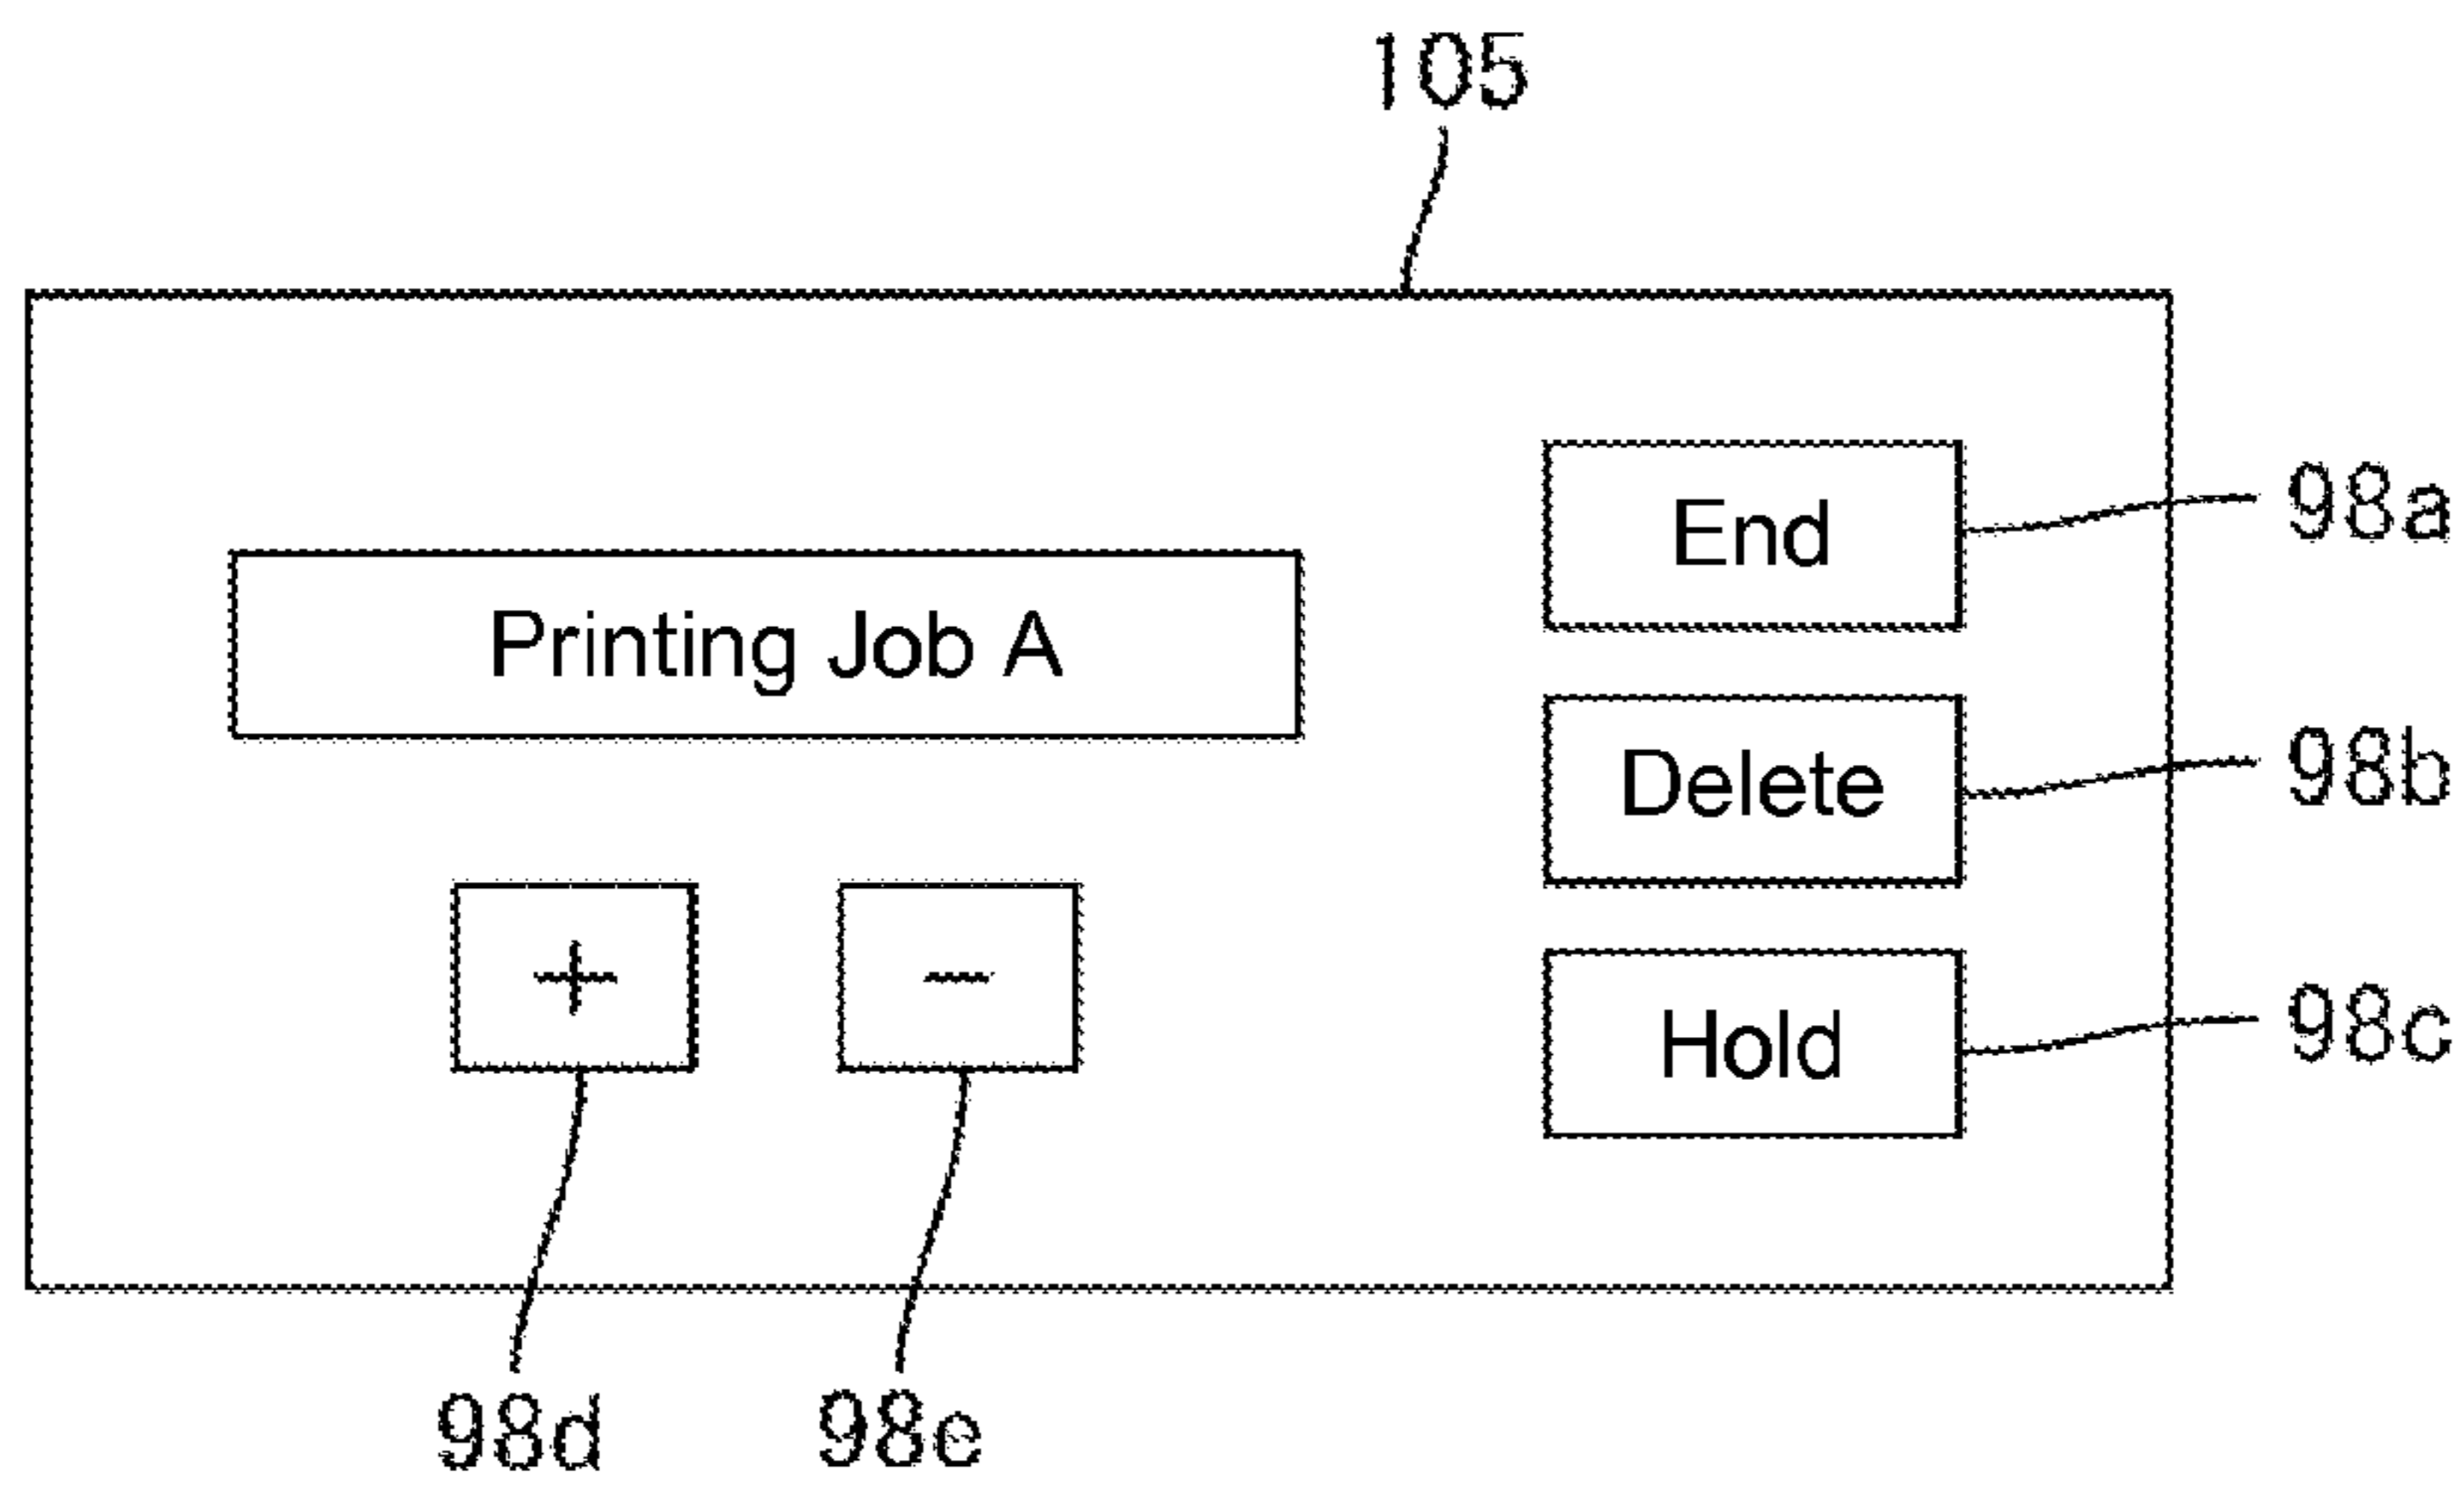 105
End
98a
Printing Job A
Delete
98b
+
−
Hold
98c
98d
98e